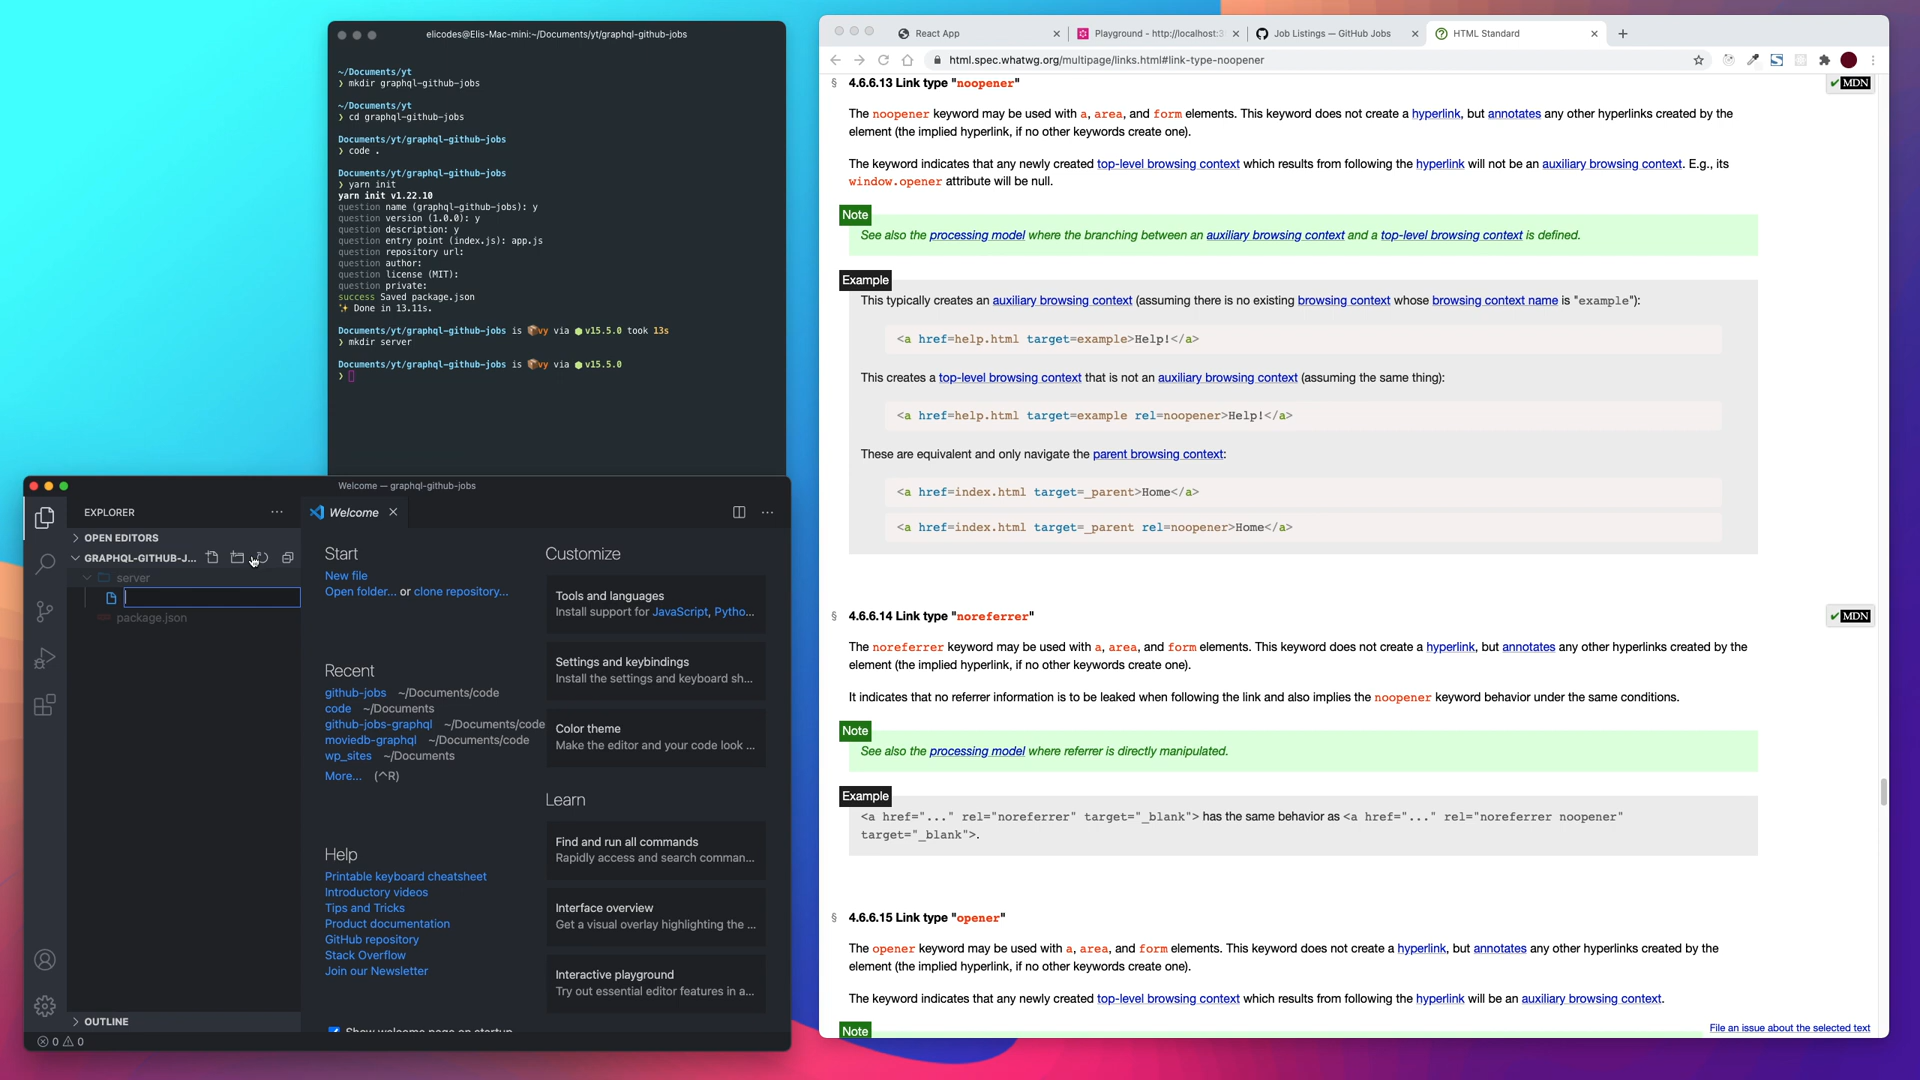 elicodes@Elis-Mac-mini:~/Documents/yt/graphql-github-jobs
~/Documents/yt
❯ mkdir graphql-github-jobs
~/Documents/yt
❯ cd graphql-github-jobs
Documents/yt/graphql-github-jobs
❯ code .
Documents/yt/graphql-github-jobs
❯ yarn init
yarn init v1.22.10
question name (graphql-github-jobs): y
question version (1.0.0): y
question description: y
question entry point (index.js): app.js
question repository url:
question author:
question license (MIT):
question private:
success Saved package.json
✨ Done in 13.11s.
Documents/yt/graphql-github-jobs is 📦vy via ⬢ v15.5.0 took 13s
❯ mkdir server
Documents/yt/graphql-github-jobs is 📦vy via ⬢ v15.5.0
❯
Welcome — graphql-github-jobs
EXPLORER
Welcome
OPEN EDITORS
GRAPHQL-GITHUB-J...
server
package.json
OUTLINE
0 0
Start
New file
Open folder... or clone repository...
Recent
github-jobs ~/Documents/code
code ~/Documents
github-jobs-graphql ~/Documents/code
moviedb-graphql ~/Documents/code
wp_sites ~/Documents
More... (^R)
Help
Printable keyboard cheatsheet
Introductory videos
Tips and Tricks
Product documentation
GitHub repository
Stack Overflow
Join our Newsletter
Show welcome page on startup
Customize
Tools and languages
Install support for JavaScript, Pytho...
Settings and keybindings
Install the settings and keyboard sh...
Color theme
Make the editor and your code look ...
Learn
Find and run all commands
Rapidly access and search comman...
Interface overview
Get a visual overlay highlighting the ...
Interactive playground
Try out essential editor features in a...
React App
Playground - http://localhost:3
Job Listings — GitHub Jobs
HTML Standard
html.spec.whatwg.org/multipage/links.html#link-type-noopener
§ 4.6.6.13 Link type "noopener"
✔MDN
The noopener keyword may be used with a, area, and form elements. This keyword does not create a hyperlink, but annotates any other hyperlinks created by the
element (the implied hyperlink, if no other keywords create one).
The keyword indicates that any newly created top-level browsing context which results from following the hyperlink will not be an auxiliary browsing context. E.g., its
window.opener attribute will be null.
Note
See also the processing model where the branching between an auxiliary browsing context and a top-level browsing context is defined.
Example
This typically creates an auxiliary browsing context (assuming there is no existing browsing context whose browsing context name is "example"):
<a href=help.html target=example>Help!</a>
This creates a top-level browsing context that is not an auxiliary browsing context (assuming the same thing):
<a href=help.html target=example rel=noopener>Help!</a>
These are equivalent and only navigate the parent browsing context:
<a href=index.html target=_parent>Home</a>
<a href=index.html target=_parent rel=noopener>Home</a>
§ 4.6.6.14 Link type "noreferrer"
✔MDN
The noreferrer keyword may be used with a, area, and form elements. This keyword does not create a hyperlink, but annotates any other hyperlinks created by the
element (the implied hyperlink, if no other keywords create one).
It indicates that no referrer information is to be leaked when following the link and also implies the noopener keyword behavior under the same conditions.
Note
See also the processing model where referrer is directly manipulated.
Example
<a href="..." rel="noreferrer" target="_blank"> has the same behavior as <a href="..." rel="noreferrer noopener"
target="_blank">.
§ 4.6.6.15 Link type "opener"
The opener keyword may be used with a, area, and form elements. This keyword does not create a hyperlink, but annotates any other hyperlinks created by the
element (the implied hyperlink, if no other keywords create one).
The keyword indicates that any newly created top-level browsing context which results from following the hyperlink will be an auxiliary browsing context.
Note
File an issue about the selected text